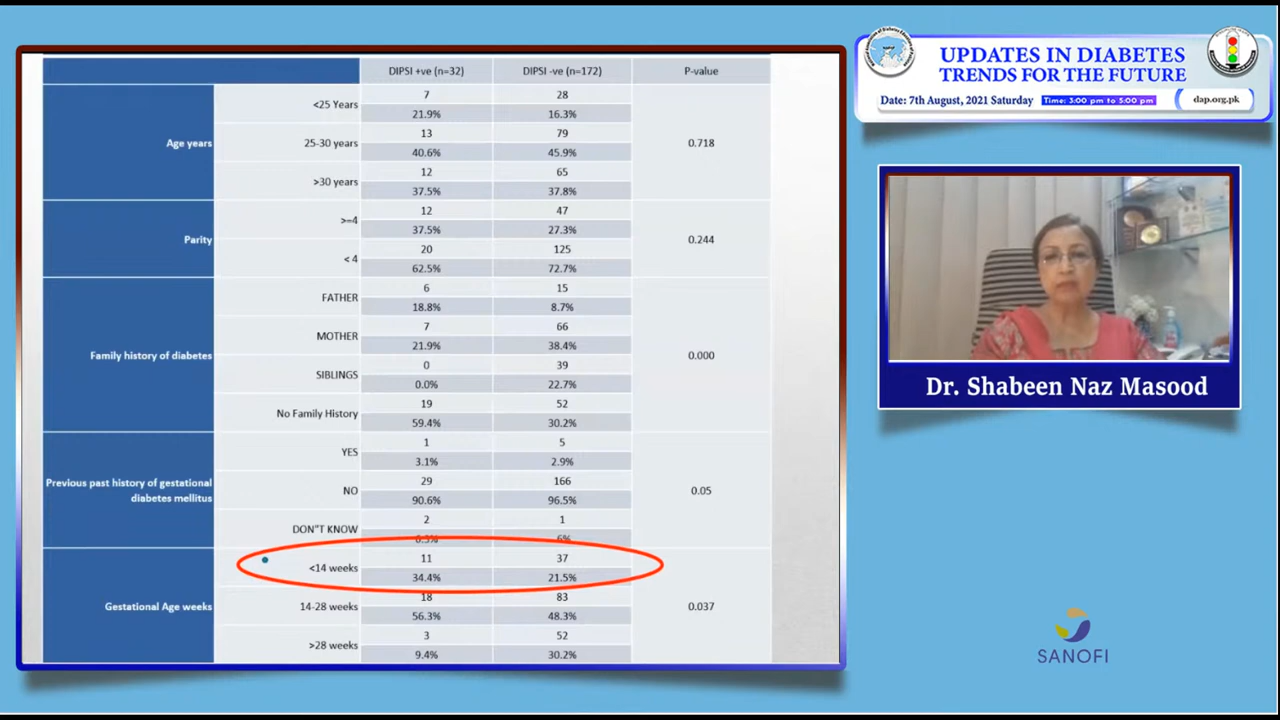 DIPSI +ve (n=32) DIPSI -ve (n=172) P-value
Age years
<25 Years 7 28
21.9% 16.3%
25-30 years 13 79 0.718
40.6% 45.9%
>30 years 12 65
37.5% 37.8%
Parity
>=4 12 47
37.5% 27.3%
0.244
< 4 20 125
62.5% 72.7%
Family history of diabetes
FATHER 6 15
18.8% 8.7%
MOTHER 7 66
21.9% 38.4%
0.000
SIBLINGS 0 39
0.0% 22.7%
No Family History 19 52
59.4% 30.2%
Previous past history of gestational
diabetes mellitus
YES 1 5
3.1% 2.9%
NO 29 166 0.05
90.6% 96.5%
DON"T KNOW 2 1
6.3% 6%
Gestational Age weeks
<14 weeks 11 37
34.4% 21.5%
14-28 weeks 18 83 0.037
56.3% 48.3%
>28 weeks 3 52
9.4% 30.2%
UPDATES IN DIABETES
TRENDS FOR THE FUTURE
Date: 7th August, 2021 Saturday Time: 3:00 pm to 5:00 pm dap.org.pk
Dr. Shabeen Naz Masood
SANOFI